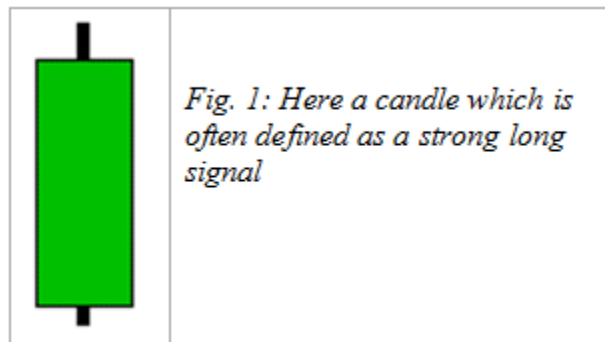 Fig. 1: Here a candle which is
often defined as a strong long
signal